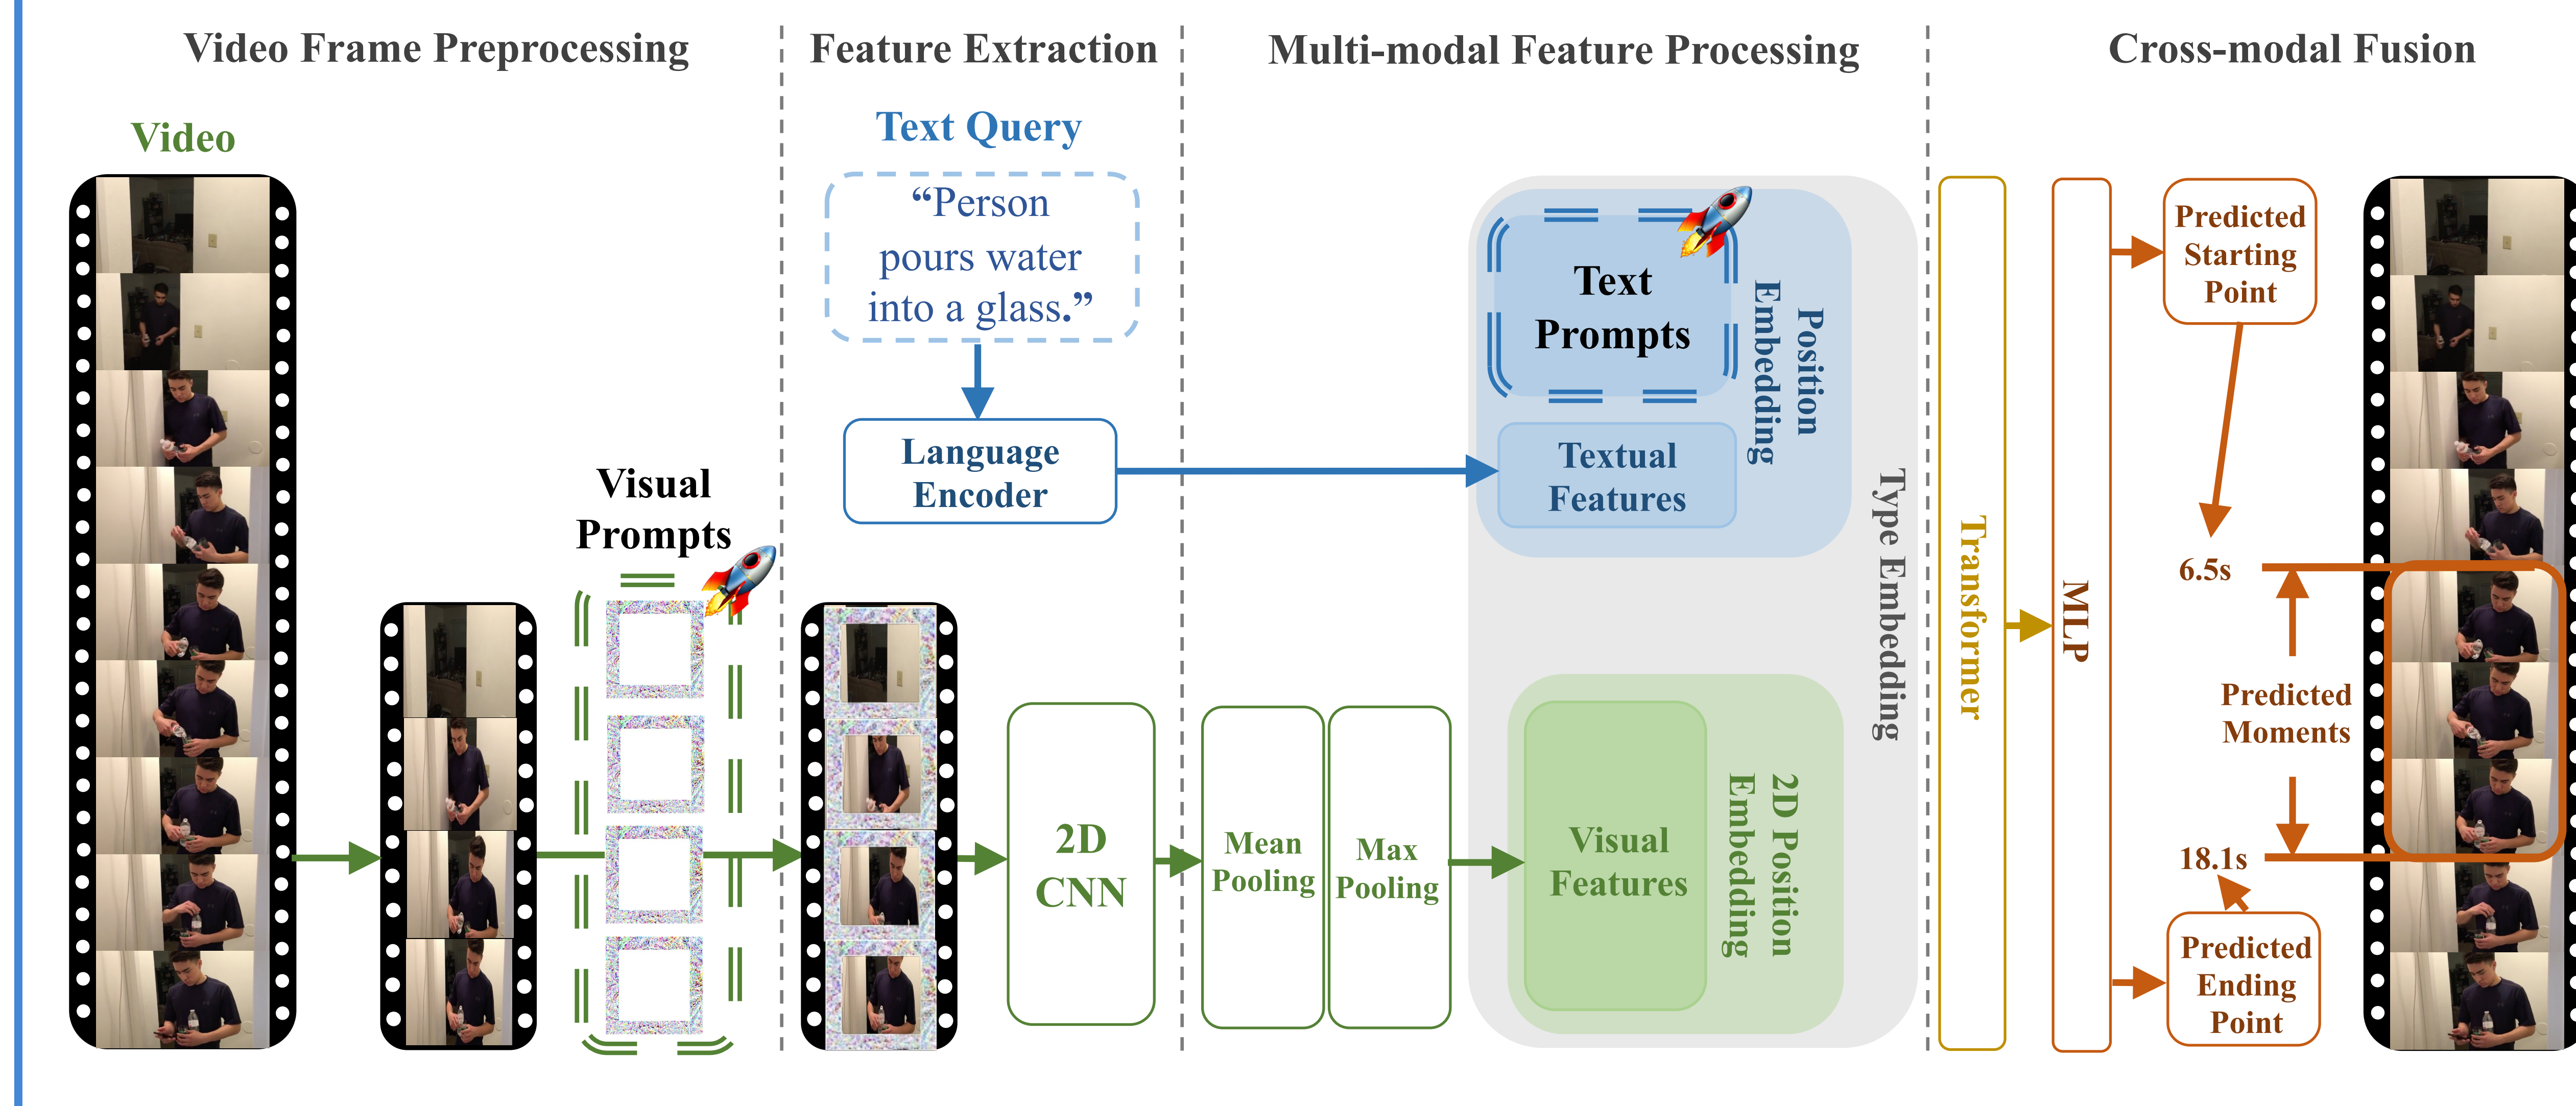 Video Frame Preprocessing
Feature Extraction
Multi-modal Feature Processing
Cross-modal Fusion
Video
Visual
Prompts
Text Query
“Person
pours water
into a glass.”
Language
Encoder
2D
CNN
Mean
Pooling
Max
Pooling
Text
Prompts
Textual
Features
Position
Embedding
Visual
Features
2D Position
Embedding
Type Embedding
Transformer
MLP
Predicted
Starting
Point
6.5s
Predicted
Moments
18.1s
Predicted
Ending
Point